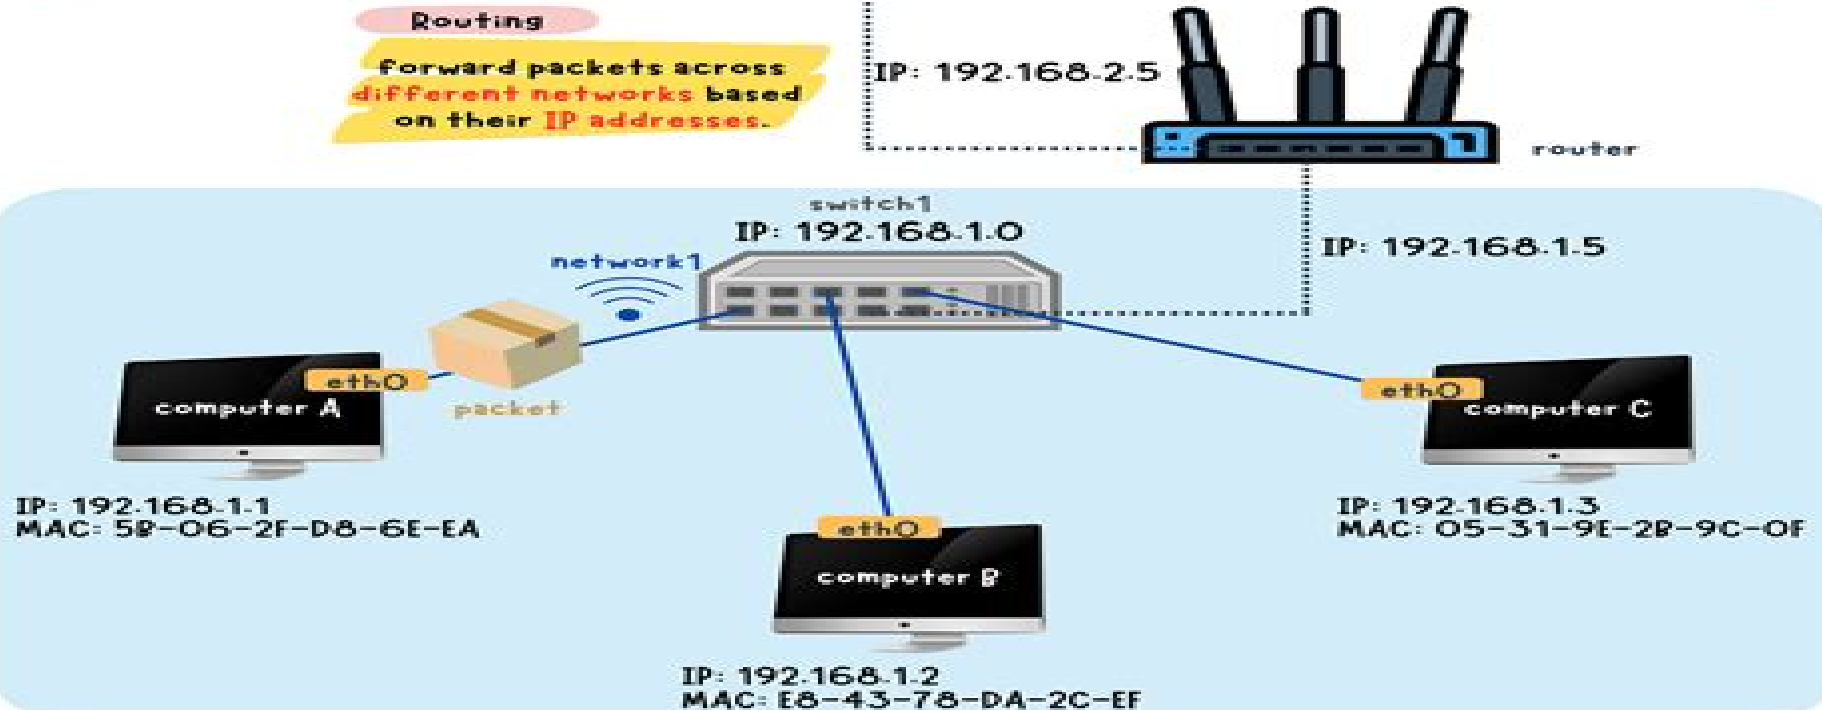 Routing
forward packets across
different networks based
on their IP addresses.
IP: 192.168.2.5
router
switch1
IP: 192.168.1.0
IP: 192.168.1.5
network1
eth0
computer A
packet
eth0
computer C
IP: 192.168.1.1
MAC: 5B-06-2F-D8-6E-EA
IP: 192.168.1.3
MAC: 05-31-9E-2B-9C-0F
eth0
computer B
IP: 192.168.1.2
MAC: E8-43-78-DA-2C-EF